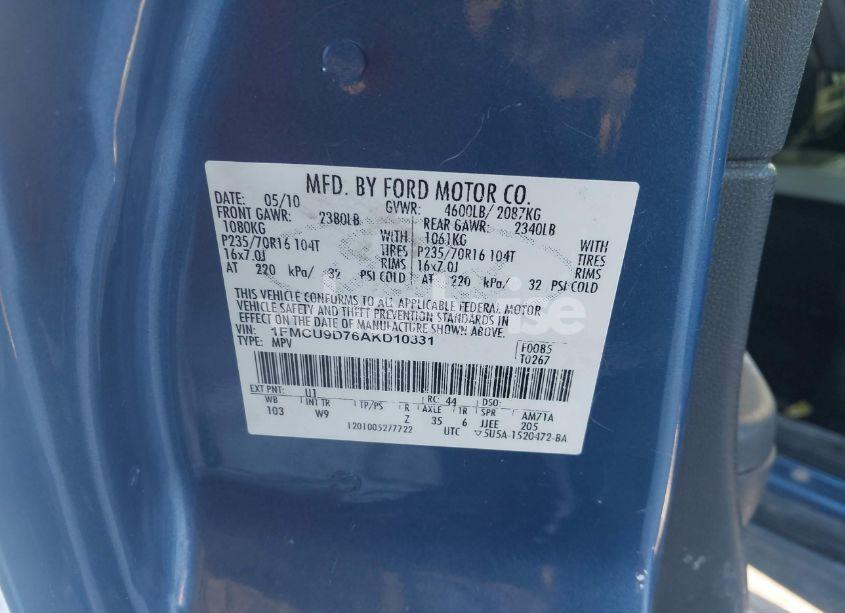 MFD. BY FORD MOTOR CO.
DATE: 05/10 GVWR: 4600LB/ 2087KG
FRONT GAWR: 2380LB REAR GAWR: 2340LB
1080KG WITH 1061KG WITH
P235/70R16 104T TIRES P235/70R16 104T TIRES
16x7.0J RIMS 16x7.0J RIMS
AT 220 kPa/ 32 PSI COLD AT 220 kPa/ 32 PSI COLD
THIS VEHICLE CONFORMS TO ALL APPLICABLE FEDERAL MOTOR
VEHICLE SAFETY AND THEFT PREVENTION STANDARDS IN
EFFECT ON THE DATE OF MANUFACTURE SHOWN ABOVE.
VIN: 1FMCU9D76AKD10331 F0085
TYPE: MPV T0267
EXT PNT: U1 RC: 44 DSO:
WB INT TR TP/PS R AXLE TR SPR AM71A
103 W9 Z 35 6 JJEE 205
1201005277722 UTC ▽5U5A-1520472-BA